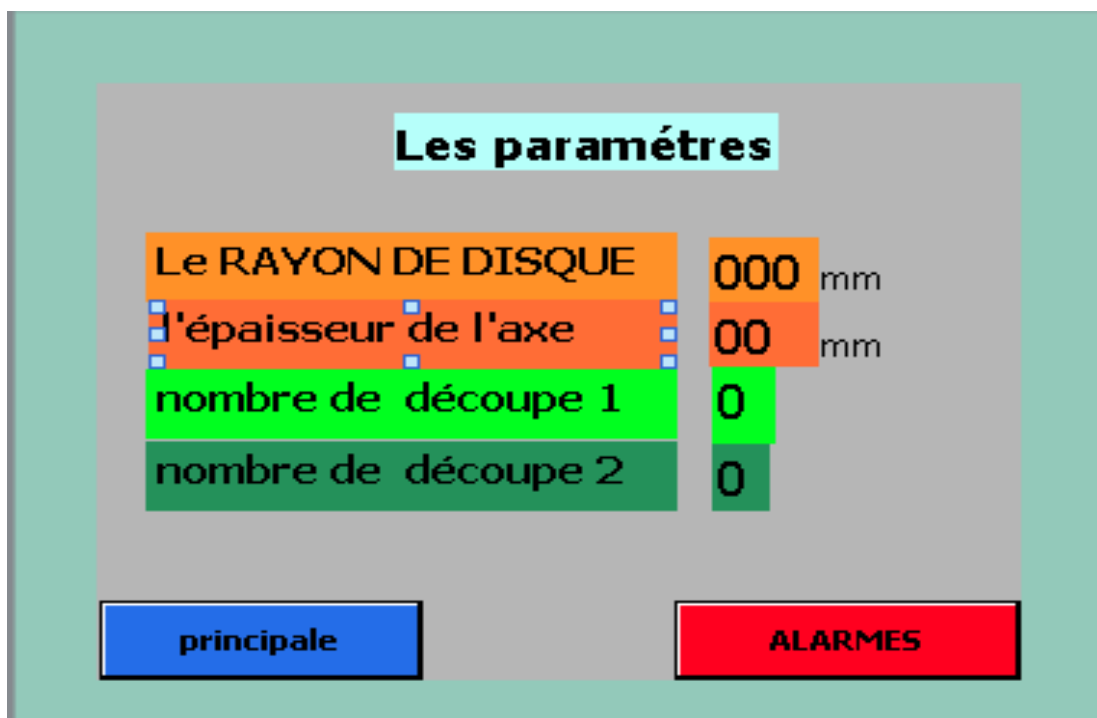 Les paramétres
Le RAYON DE DISQUE 000 mm
l'épaisseur de l'axe 00 mm
nombre de découpe 1 0
nombre de découpe 2 0
principale ALARMES